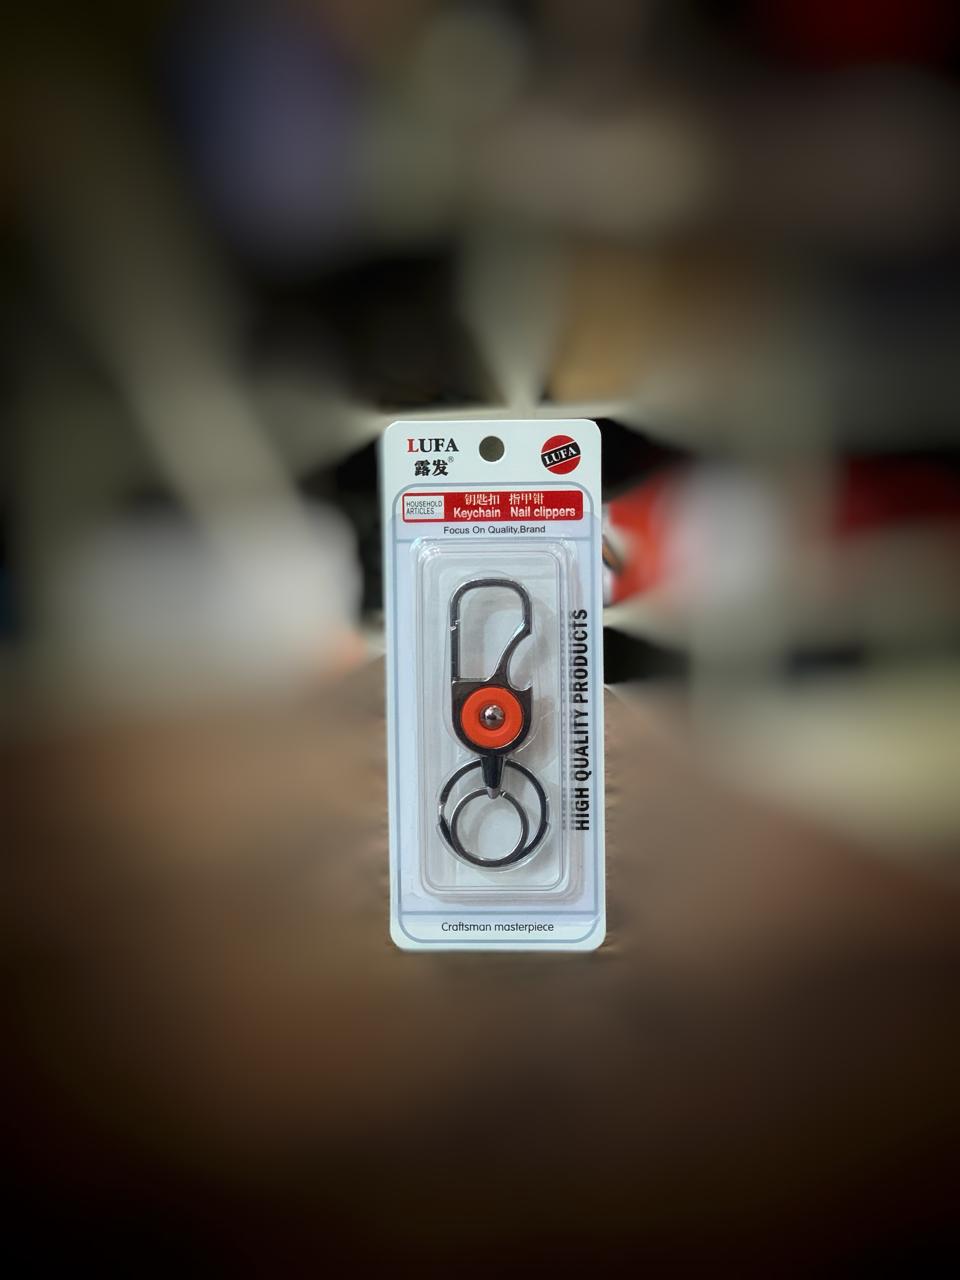 LUFA
露发®
LUFA
HOUSEHOLD
ARTICLES
钥匙扣 指甲钳
Keychain Nail clippers
Focus On Quality,Brand
HIGH QUALITY PRODUCTS
Craftsman masterpiece